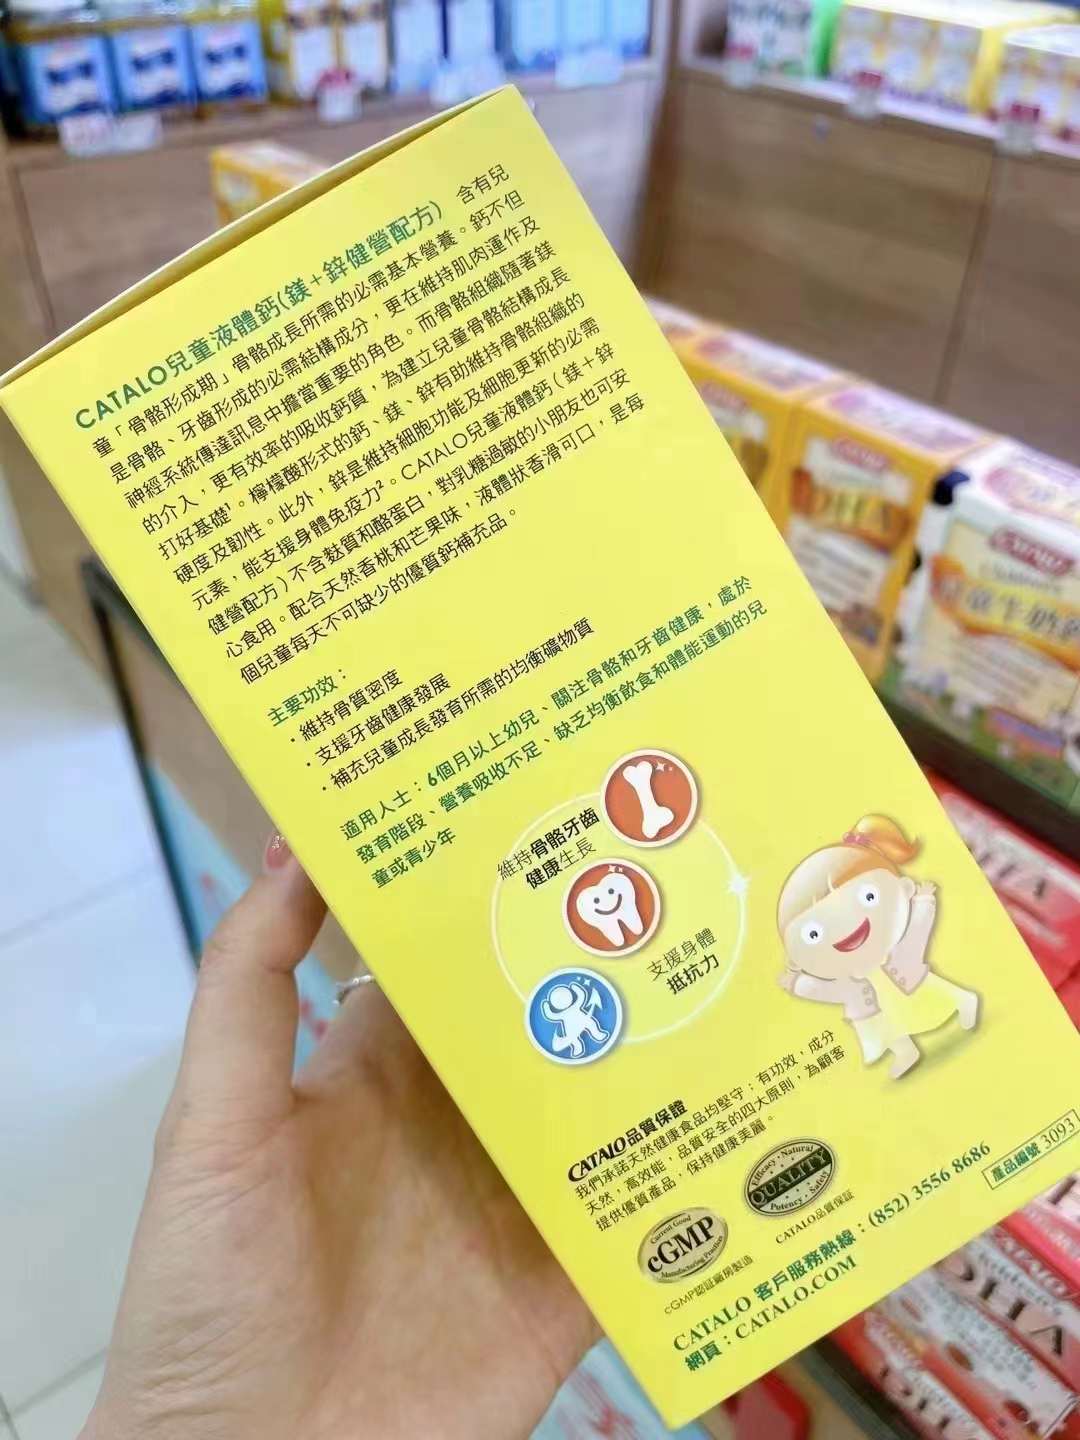 CATALO兒童液體鈣(鎂+鋅健營配方) 含有兒
童「骨骼形成期」骨骼成長所需的必需基本營養。鈣不但
是骨骼、牙齒形成的必需結構成分，更在維持肌肉運作及
神經系統傳達訊息中擔當重要的角色。而骨骼組織隨著鎂
的介入，更有效率的吸收鈣質，為建立兒童骨骼結構成長
打好基礎¹。檸檬酸形式的鈣、鎂、鋅有助維持骨骼組織的
硬度及韌性。此外，鋅是維持細胞功能及細胞更新的必需
元素，能支援身體免疫力²。CATALO兒童液體鈣(鎂+鋅
健營配方)不含麩質和酪蛋白，對乳糖過敏的小朋友也可安
心食用。配合天然香桃和芒果味，液體狀香滑可口，是每
個兒童每天不可缺少的優質鈣補充品。
主要功效：
·維持骨質密度
·支援牙齒健康發展
·補充兒童成長發育所需的均衡礦物質
適用人士：6個月以上幼兒、關注骨骼和牙齒健康，處於
發育階段、營養吸收不足、缺乏均衡飲食和體能運動的兒
童或青少年
維持骨骼牙齒
健康生長
支援身體
抵抗力
CATALO品質保證
我們承諾天然健康食品均堅守：有功效，成分
天然，高效能，品質安全的四大原則，為顧客
提供優質產品，保持健康美麗。
Current Good
cGMP
Manufacturing Practice
cGMP認証廠房製造
Efficacy · Natural
QUALITY
Potency · Safety
CATALO品質保証
CATALO 客戶服務熱線：(852) 3556 8686
網頁：CATALO.COM
產品編號 3093
CATALO
DHA
CATALO
Children's
兒童牛奶鈣
DHA